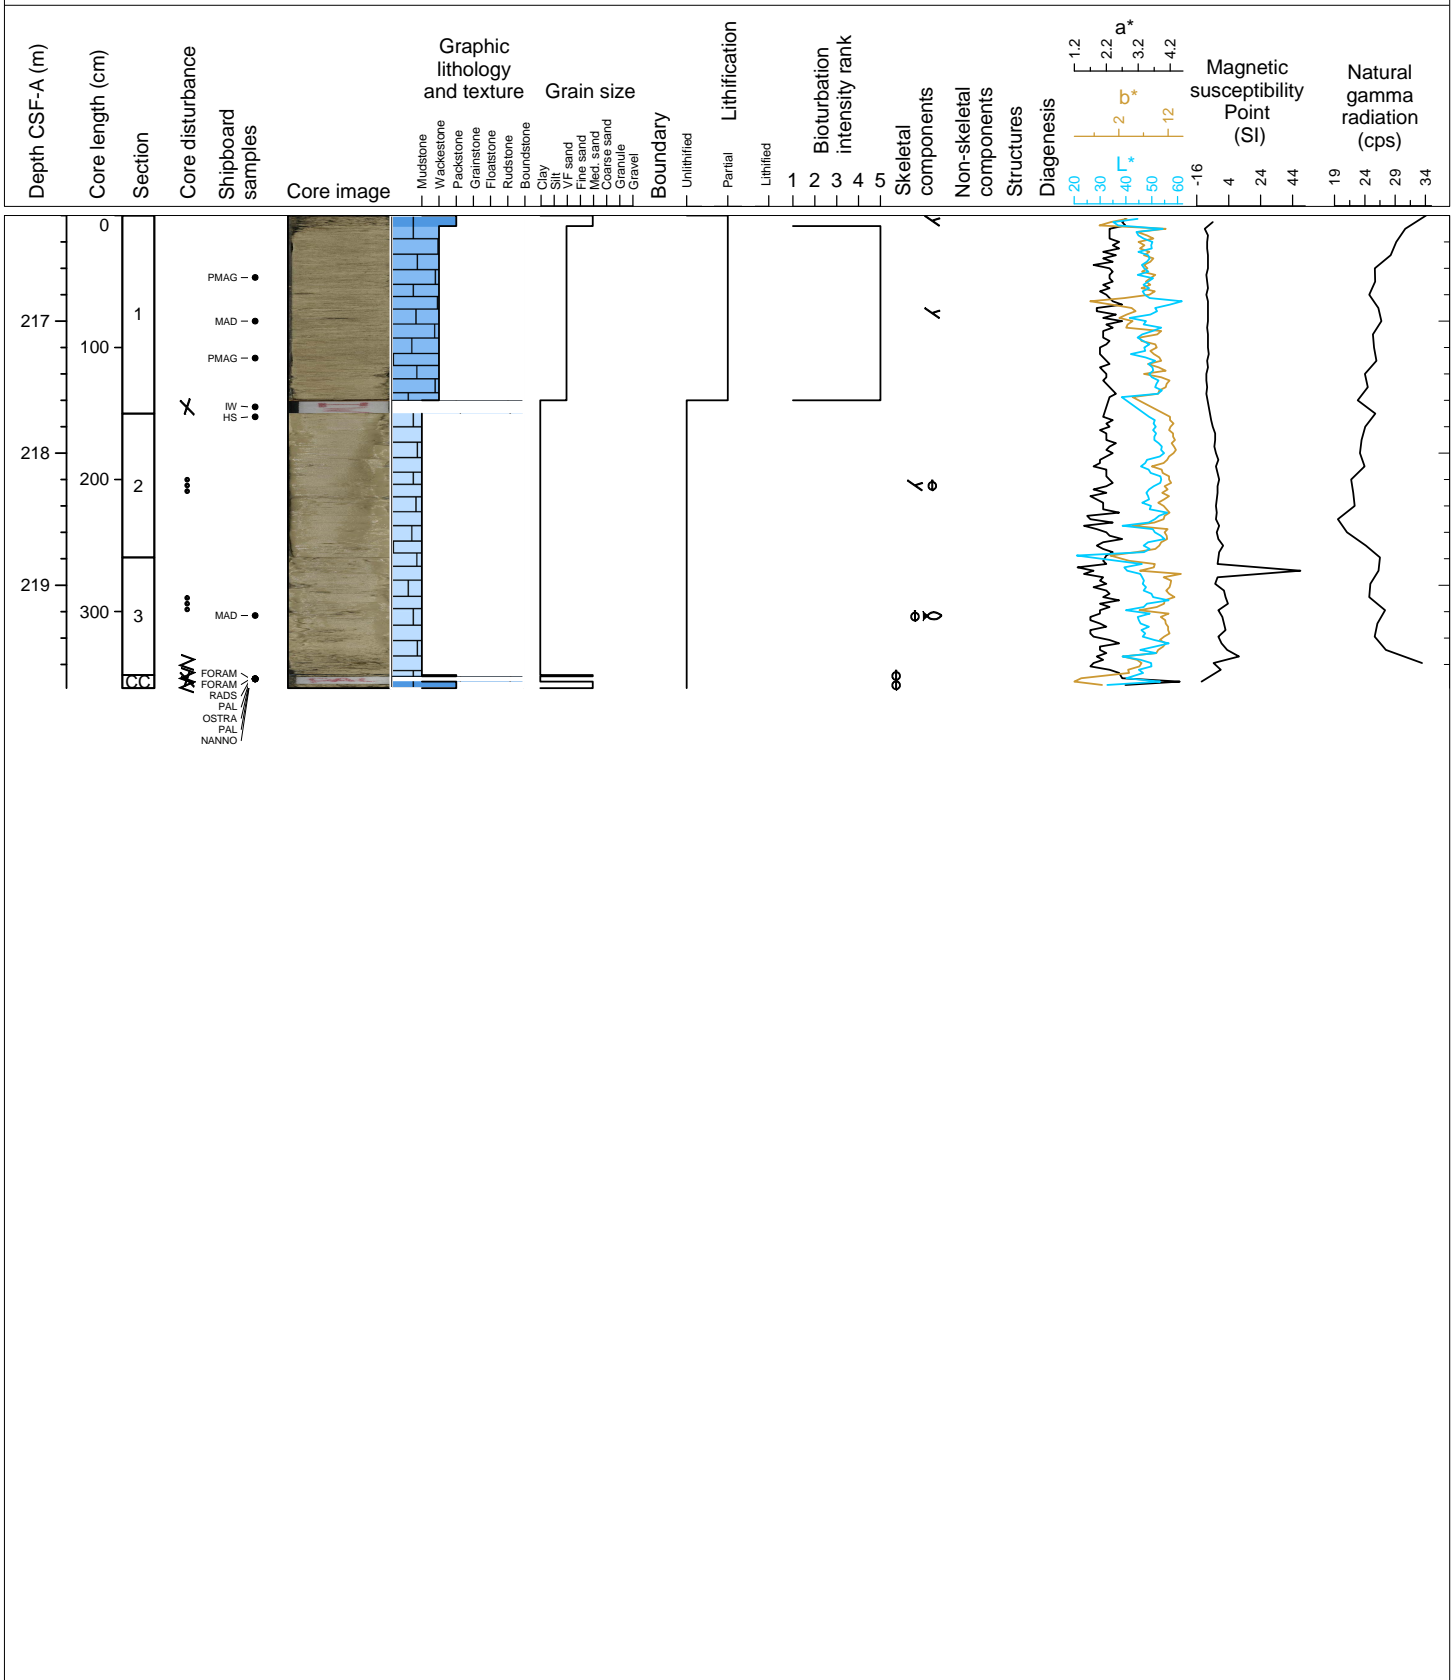 Depth CSF-A (m)
Core length (cm)
Section
Core disturbance
Shipboard
samples
Core image
Graphic
lithology
and texture
Mudstone
Wackestone
Packstone
Grainstone
Floatstone
Rudstone
Boundstone
Grain size
Clay
Silt
VF sand
Fine sand
Med. sand
Coarse sand
Granule
Gravel
Boundary
Lithification
Unlithified
Partial
Lithified
Bioturbation
intensity rank
1 2 3 4 5
Skeletal
components
Non-skeletal
components
Structures
Diagenesis
a*
1.2 2.2 3.2 4.2
b*
2 12
L*
20 30 40 50 60
Magnetic
susceptibility
Point
(SI)
-16 4 24 44
Natural
gamma
radiation
(cps)
19 24 29 34
0
PMAG
217
1
MAD
100
PMAG
IW
HS
218
200
2
219
300
3
MAD
CC
FORAM
FORAM
RADS
PAL
OSTRA
PAL
NANNO